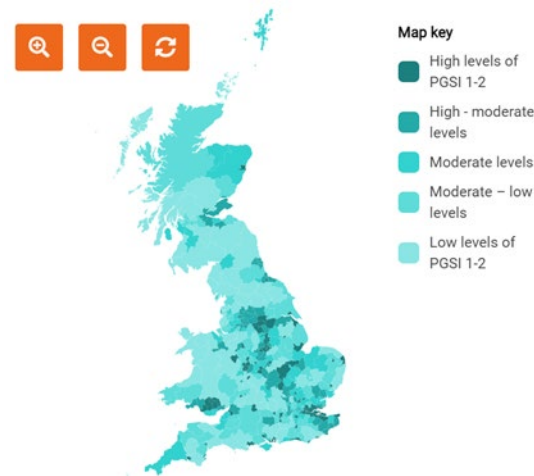 Map key
High levels of
PGSI 1-2
High - moderate
levels
Moderate levels
Moderate – low
levels
Low levels of
PGSI 1-2